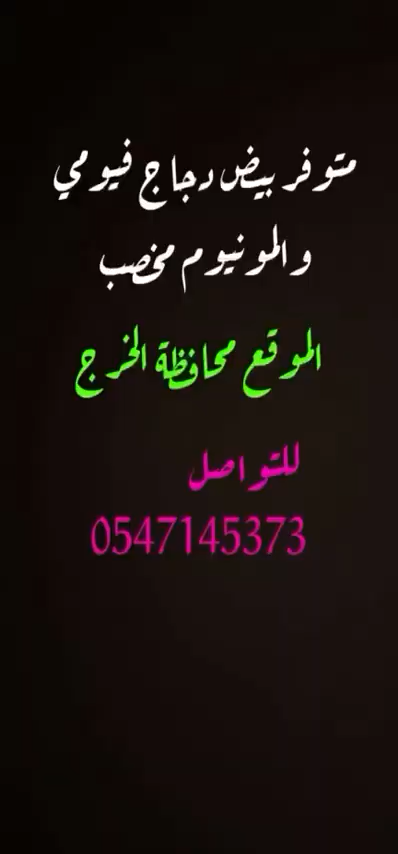 متوفر بيض دجاج فيومي
والمونيوم مخصب
الموقع محافظة الخرج
للتواصل
0547145373